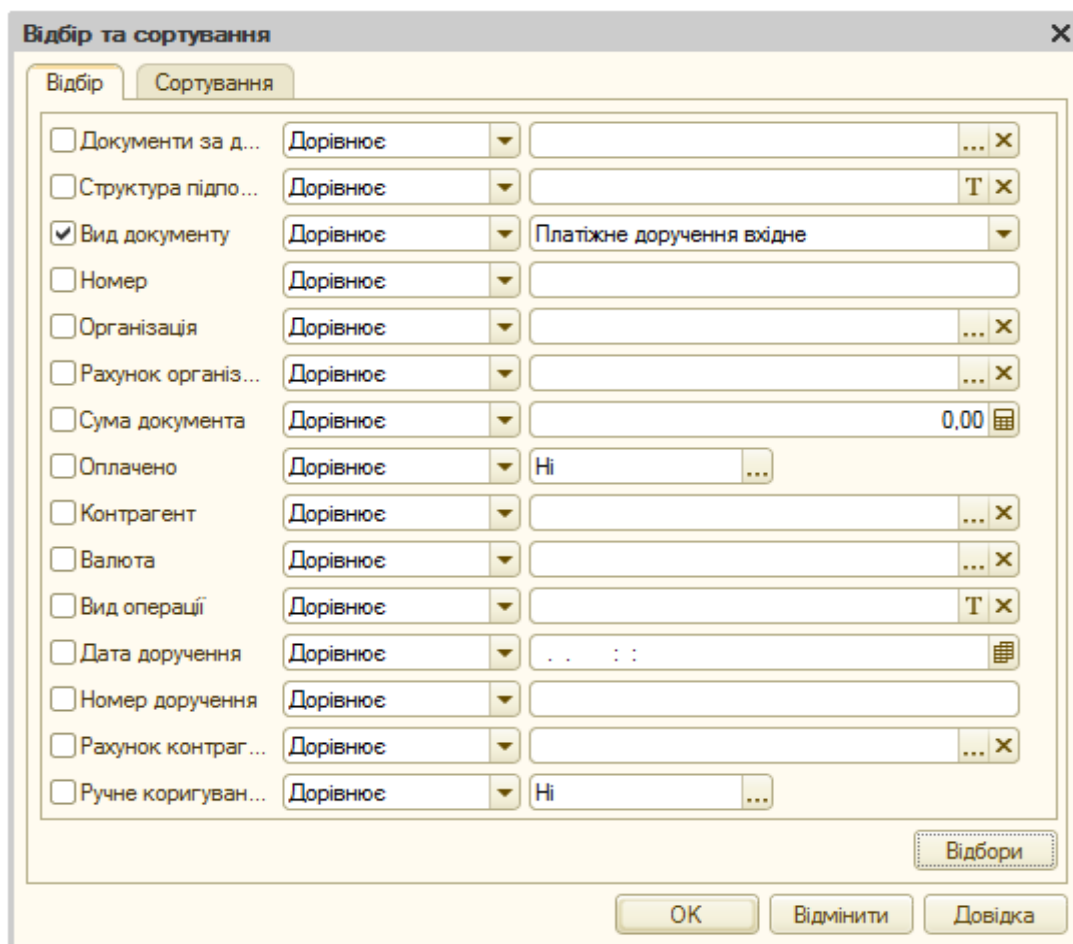 Відбір та сортування
Відбір Сортування
Документи за д... Дорівнює ...
Структура підпо... Дорівнює T
Вид документу Дорівнює Платіжне доручення вхідне
Номер Дорівнює
Організація Дорівнює ...
Рахунок організ... Дорівнює ...
Сума документа Дорівнює 0,00
Оплачено Дорівнює Ні ...
Контрагент Дорівнює ...
Валюта Дорівнює ...
Вид операції Дорівнює T
Дата доручення Дорівнює . . : :
Номер доручення Дорівнює
Рахунок контраг... Дорівнює ...
Ручне коригуван... Дорівнює Ні ...
Відбори
OK Відмінити Довідка